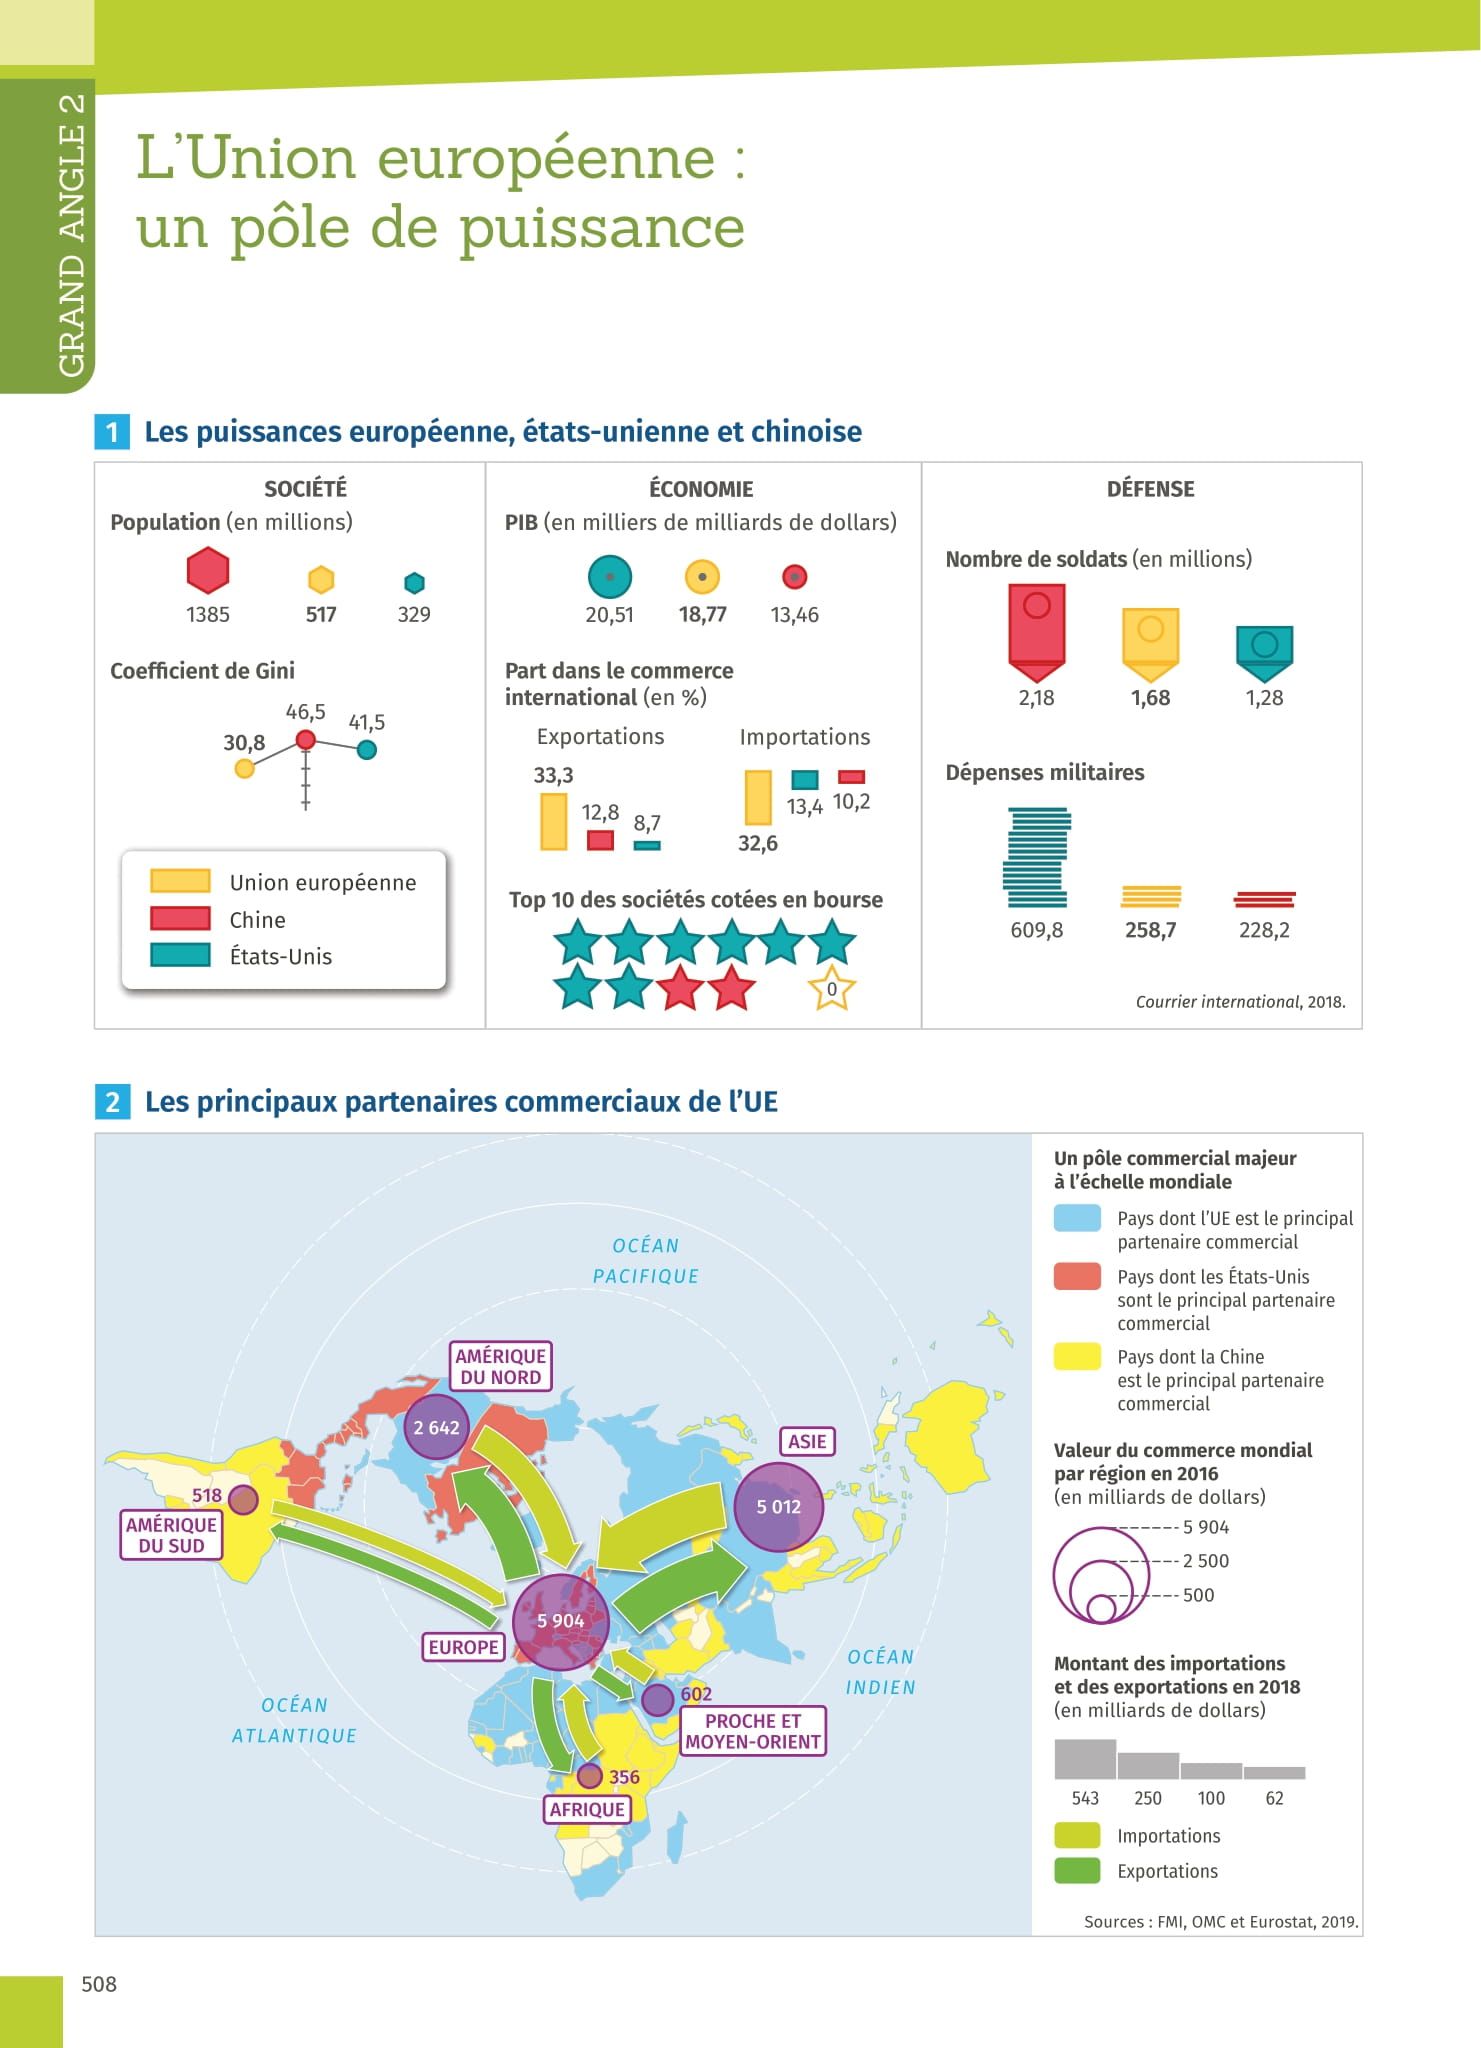 GRAND ANGLE 2
L'Union européenne :
un pôle de puissance
1 Les puissances européenne, états-unienne et chinoise
SOCIÉTÉ
Population (en millions)
1385 517 329
Coefficient de Gini
30,8 46,5 41,5
Union européenne
Chine
États-Unis
ÉCONOMIE
PIB (en milliers de milliards de dollars)
20,51 18,77 13,46
Part dans le commerce
international (en %)
Exportations
33,3 12,8 8,7
Importations
32,6 13,4 10,2
Top 10 des sociétés cotées en bourse
0
DÉFENSE
Nombre de soldats (en millions)
2,18 1,68 1,28
Dépenses militaires
609,8 258,7 228,2
Courrier international, 2018.
2 Les principaux partenaires commerciaux de l'UE
OCÉAN
PACIFIQUE
AMÉRIQUE
DU NORD
2 642
ASIE
5 012
518
AMÉRIQUE
DU SUD
5 904
EUROPE
OCÉAN
INDIEN
602
PROCHE ET
MOYEN-ORIENT
OCÉAN
ATLANTIQUE
356
AFRIQUE
Un pôle commercial majeur
à l'échelle mondiale
Pays dont l'UE est le principal
partenaire commercial
Pays dont les États-Unis
sont le principal partenaire
commercial
Pays dont la Chine
est le principal partenaire
commercial
Valeur du commerce mondial
par région en 2016
(en milliards de dollars)
5 904
2 500
500
Montant des importations
et des exportations en 2018
(en milliards de dollars)
543 250 100 62
Importations
Exportations
Sources : FMI, OMC et Eurostat, 2019.
508